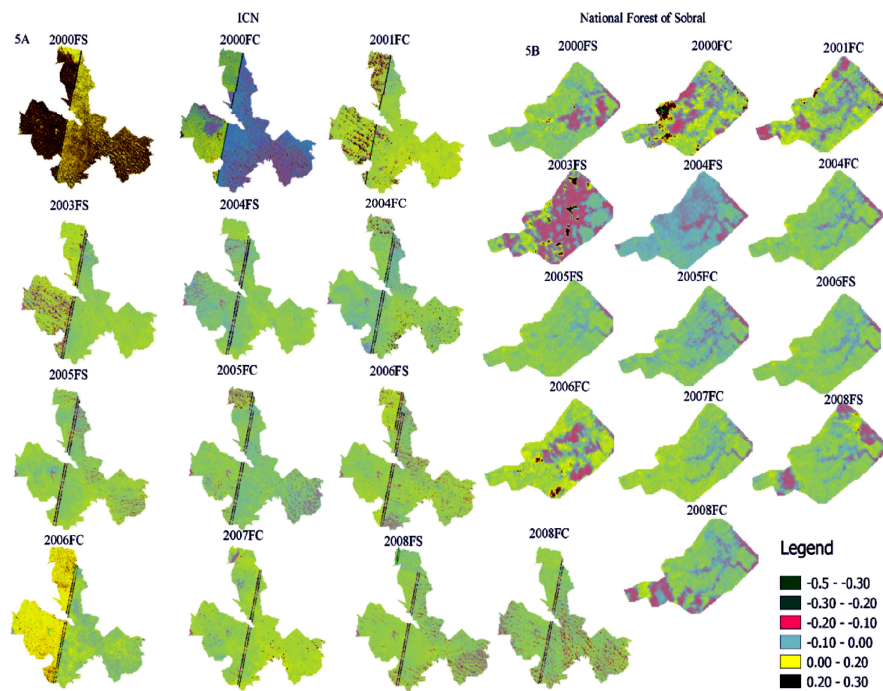 ICN
National Forest of Sobral
5A
2000FS
2000FC
2001FC
5B
2000FS
2000FC
2001FC
2003FS
2004FS
2004FC
2003FS
2004FS
2004FC
2005FS
2005FC
2006FS
2005FS
2005FC
2006FS
2006FC
2007FC
2008FS
2006FC
2007FC
2008FS
2008FC
2008FC
Legend
-0.5 - -0.30
-0.30 - -0.20
-0.20 - -0.10
-0.10 - 0.00
0.00 - 0.20
0.20 - 0.30